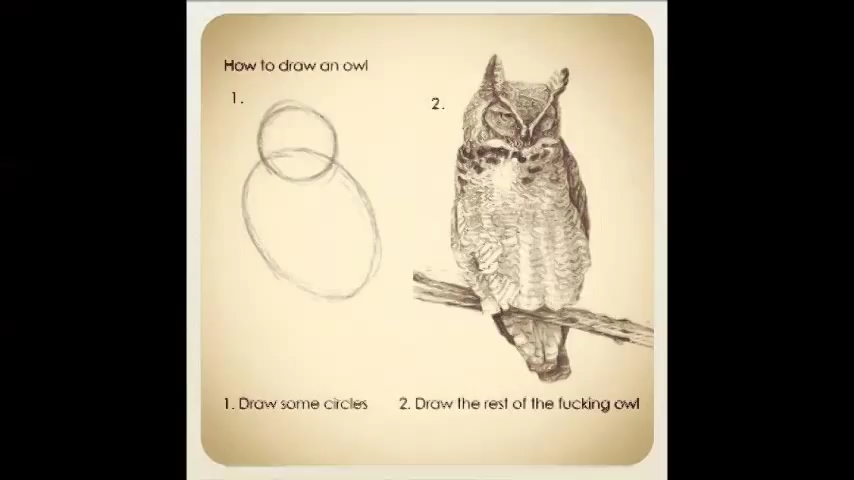 How to draw an owl
1.
2.
1. Draw some circles
2. Draw the rest of the fucking owl